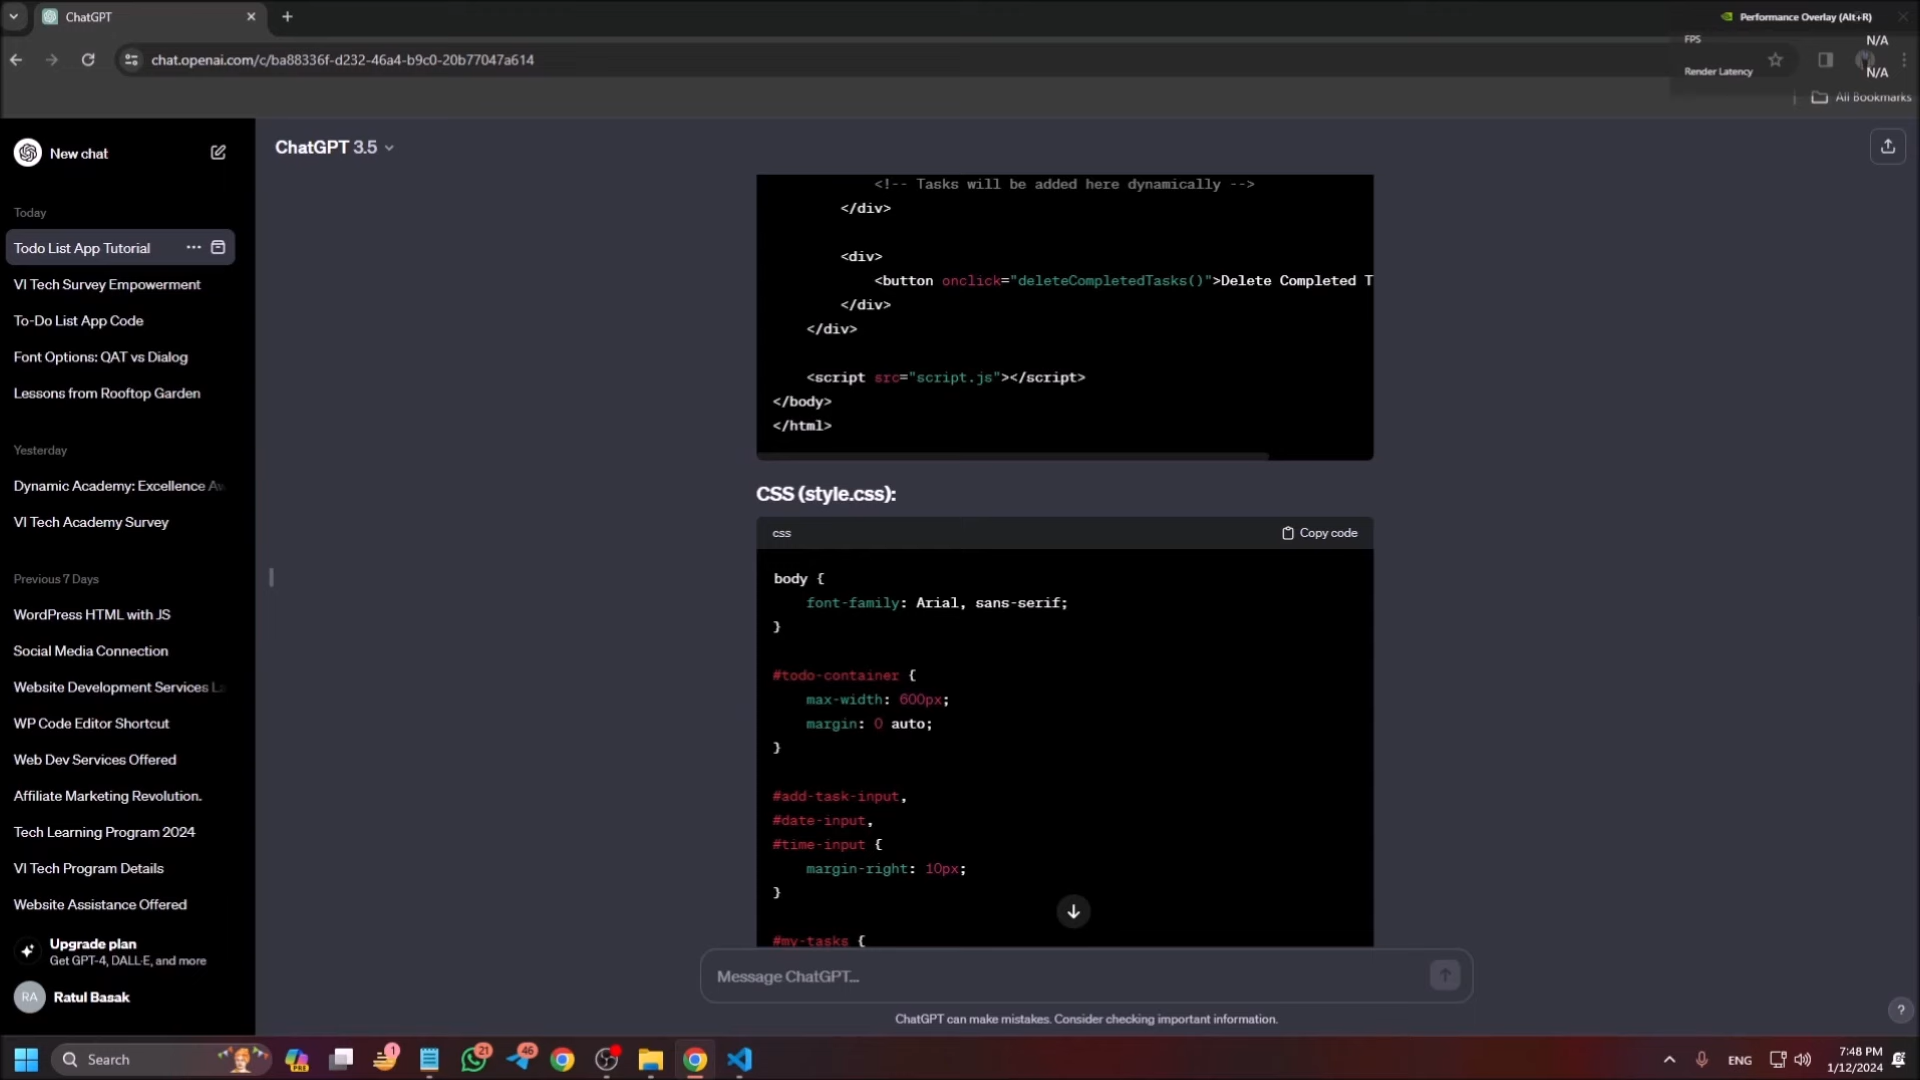 ChatGPT
Performance Overlay (Alt+R)
FPS
N/A
Render Latency
N/A
chat.openai.com/c/ba88336f-d232-46a4-b9c0-20b77047a614
All Bookmarks
New chat
ChatGPT 3.5
Today
Todo List App Tutorial
VI Tech Survey Empowerment
To-Do List App Code
Font Options: QAT vs Dialog
Lessons from Rooftop Garden
Yesterday
Dynamic Academy: Excellence Aw
VI Tech Academy Survey
Previous 7 Days
WordPress HTML with JS
Social Media Connection
Website Development Services La
WP Code Editor Shortcut
Web Dev Services Offered
Affiliate Marketing Revolution.
Tech Learning Program 2024
VI Tech Program Details
Website Assistance Offered
Upgrade plan
Get GPT-4, DALL·E, and more
RA
Ratul Basak
<!-- Tasks will be added here dynamically -->
</div>
<div>
<button onclick="deleteCompletedTasks()">Delete Completed T
</div>
</div>
<script src="script.js"></script>
</body>
</html>
CSS (style.css):
css
Copy code
body {
font-family: Arial, sans-serif;
}
#todo-container {
max-width: 600px;
margin: 0 auto;
}
#add-task-input,
#date-input,
#time-input {
margin-right: 10px;
}
#my-tasks {
Message ChatGPT…
ChatGPT can make mistakes. Consider checking important information.
?
Search
PRE
1
21
46
ENG
7:48 PM
1/12/2024